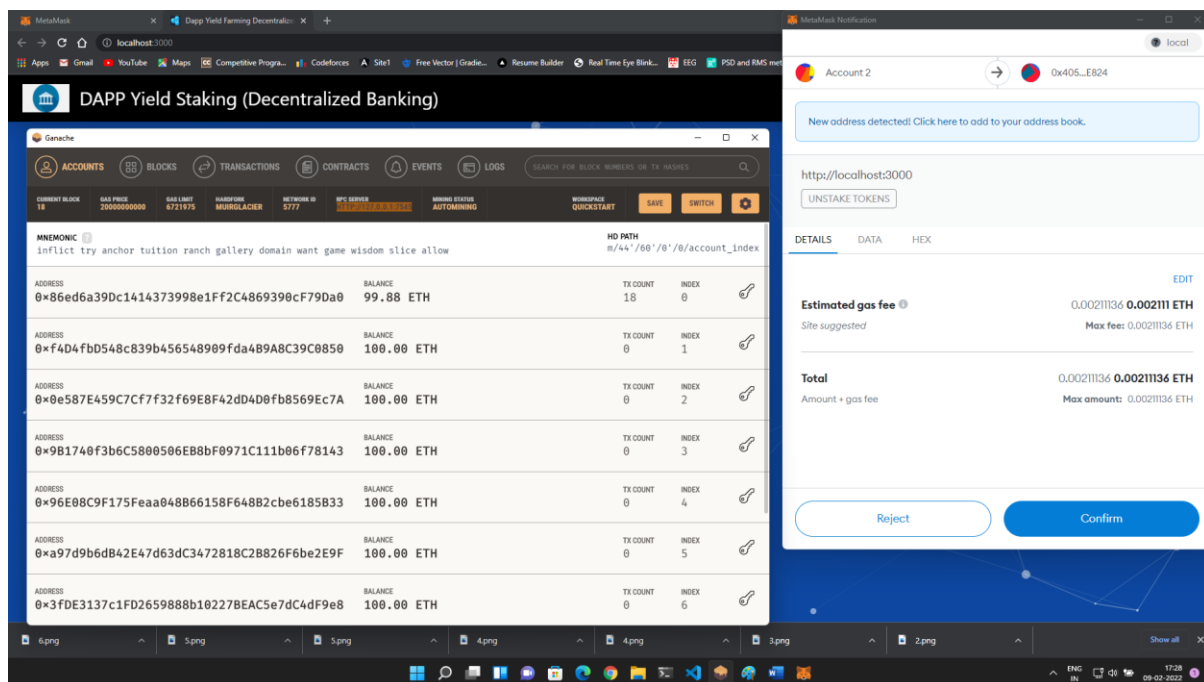 MetaMask
Dapp Yield Farming Decentraliz
localhost:3000
Apps Gmail YouTube Maps Competitive Progra... Codeforces Site1 Free Vector | Gradie... Resume Builder Real Time Eye Blink... EEG PSD and RMS met
DAPP Yield Staking (Decentralized Banking)
Ganache
ACCOUNTS BLOCKS TRANSACTIONS CONTRACTS EVENTS LOGS SEARCH FOR BLOCK NUMBERS OR TX HASHES
CURRENT BLOCK GAS PRICE GAS LIMIT HARDFORK NETWORK ID RPC SERVER MINING STATUS WORKSPACE
18 20000000000 6721975 MUIRGLACIER 5777 AUTOMINING QUICKSTART SAVE SWITCH
MNEMONIC HD PATH
inflict try anchor tuition ranch gallery domain want game wisdom slice allow m/44'/60'/0'/0/account_index
ADDRESS BALANCE TX COUNT INDEX
0×86ed6a39Dc1414373998e1Ff2C4869390cF79Da0 99.88 ETH 18 0
ADDRESS BALANCE TX COUNT INDEX
0×f4D4fbD548c839b456548909fda4B9A8C39C0850 100.00 ETH 0 1
ADDRESS BALANCE TX COUNT INDEX
0×0e587E459C7Cf7f32f69E8F42dD4D0fb8569Ec7A 100.00 ETH 0 2
ADDRESS BALANCE TX COUNT INDEX
0×9B1740f3b6C5800506EB8bF0971C111b06f78143 100.00 ETH 0 3
ADDRESS BALANCE TX COUNT INDEX
0×96E08C9F175Feaa048B66158F648B2cbe6185B33 100.00 ETH 0 4
ADDRESS BALANCE TX COUNT INDEX
0×a97d9b6dB42E47d63dC3472818C2B826F6be2E9F 100.00 ETH 0 5
ADDRESS BALANCE TX COUNT INDEX
0×3fDE3137c1FD2659888b10227BEAC5e7dC4dF9e8 100.00 ETH 0 6
MetaMask Notification
local
Account 2 0x405...E824
New address detected! Click here to add to your address book.
http://localhost:3000
UNSTAKE TOKENS
DETAILS DATA HEX
EDIT
Estimated gas fee 0.00211136 0.002111 ETH
Site suggested Max fee: 0.00211136 ETH
Total 0.00211136 0.00211136 ETH
Amount + gas fee Max amount: 0.00211136 ETH
Reject Confirm
6.png 5.png 5.png 4.png 4.png 3.png 2.png Show all
ENG 17:28
IN 09-02-2022